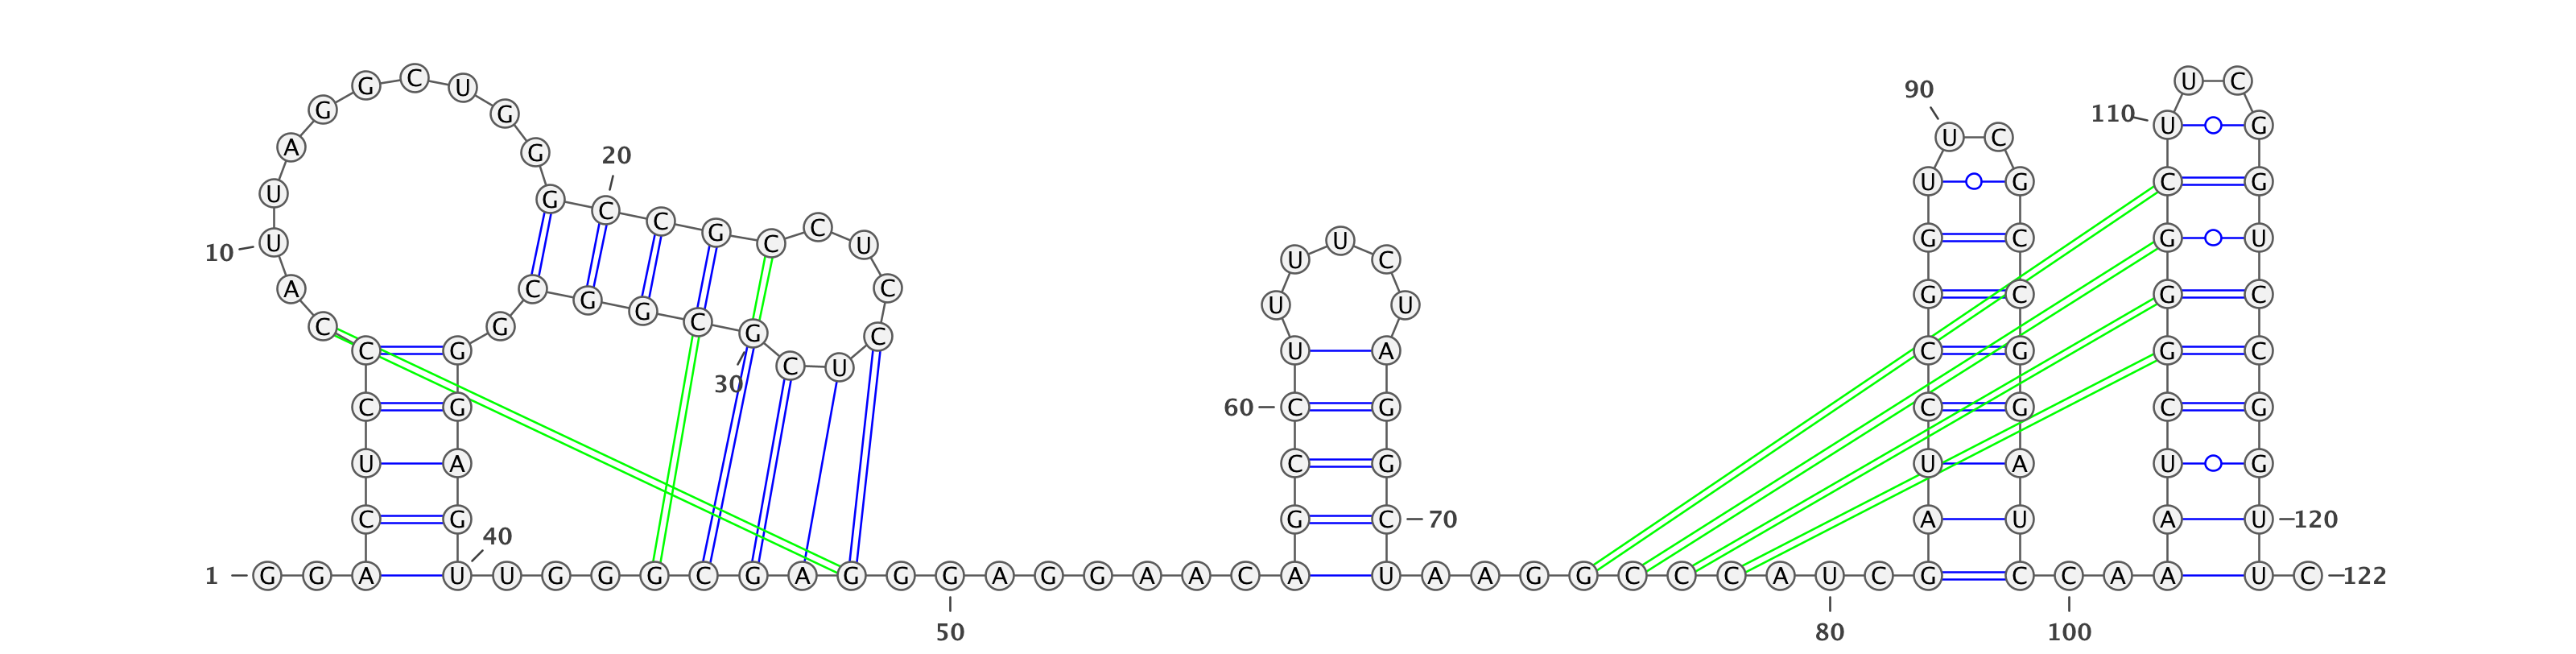 1
G G A C U C C C A U
10
U A G G C U G G G C
20
C G C C U C C U C G
30
C G G C G G G A G U
40
U G G G C G A G G G
50
A G G A A C A G C C
60
U U U U C U A G G C
70
U A A G G C C C A U
80
C G A U C C G G U U
90
C G C C G G A U C C
100
A A A U C G G G C U
110
U C G G U C C G G U
120
U C
122